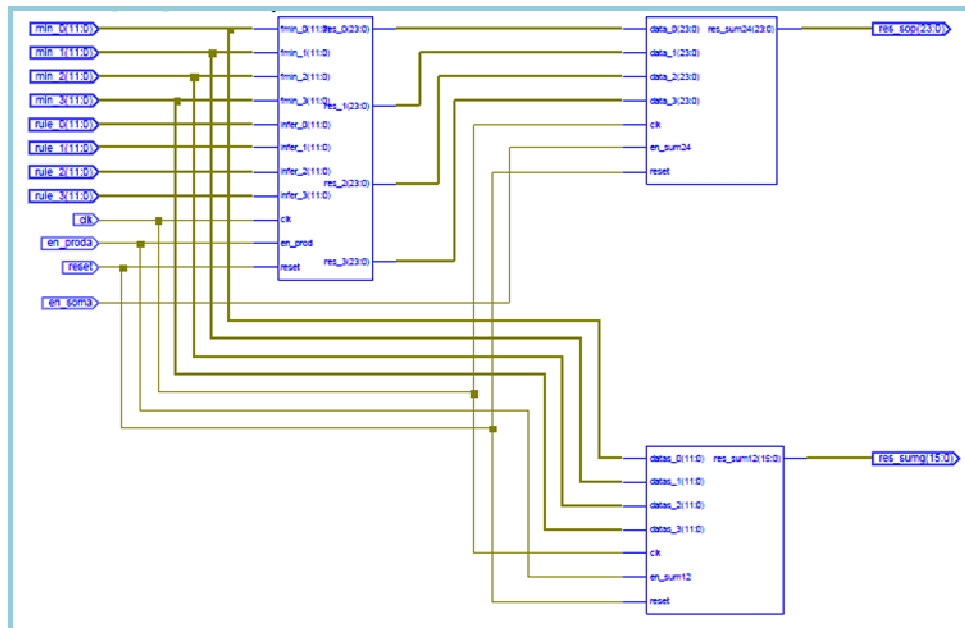 min_0(11:0)
min_1(11:0)
min_2(11:0)
min_3(11:0)
rule_0(11:0)
rule_1(11:0)
rule_2(11:0)
rule_3(11:0)
clk
en_proda
reset
en_soma
fmin_0(11:0)
fmin_1(11:0)
fmin_2(11:0)
fmin_3(11:0)
infer_0(11:0)
infer_1(11:0)
infer_2(11:0)
infer_3(11:0)
clk
en_prod
reset
res_0(23:0)
res_1(23:0)
res_2(23:0)
res_3(23:0)
data_0(23:0)
data_1(23:0)
data_2(23:0)
data_3(23:0)
clk
en_sum24
reset
res_sum24(23:0)
res_sop(23:0)
datas_0(11:0)
datas_1(11:0)
datas_2(11:0)
datas_3(11:0)
clk
en_sum12
reset
res_sum12(15:0)
res_sumg(15:0)